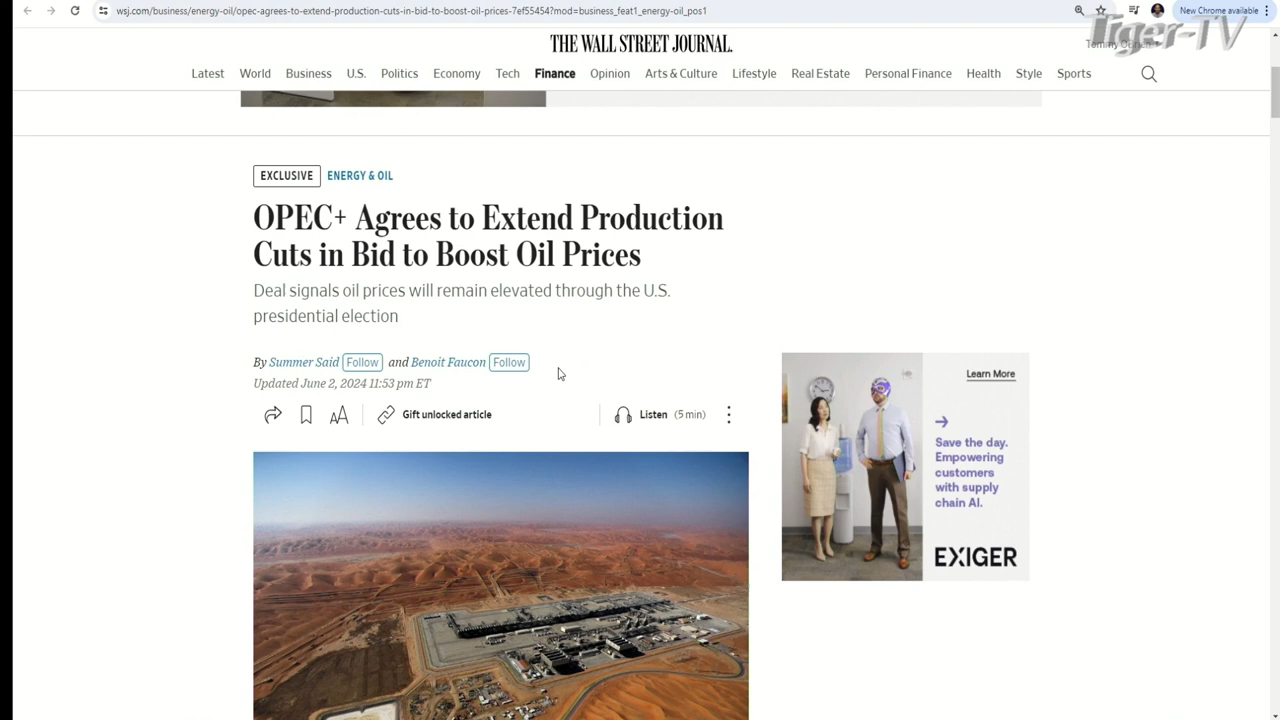 wsj.com/business/energy-oil/opec-agrees-to-extend-production-cuts-in-bid-to-boost-oil-prices-7ef55454?mod=business_feat1_energy-oil_pos1
New Chrome available
Tiger-TV
THE WALL STREET JOURNAL.
Tommy O'Brien
Latest World Business U.S. Politics Economy Tech Finance Opinion Arts & Culture Lifestyle Real Estate Personal Finance Health Style Sports
EXCLUSIVE ENERGY & OIL
OPEC+ Agrees to Extend Production
Cuts in Bid to Boost Oil Prices
Deal signals oil prices will remain elevated through the U.S.
presidential election
By Summer Said Follow and Benoit Faucon Follow
Updated June 2, 2024 11:53 pm ET
AA Gift unlocked article Listen (5 min)
Learn More
Save the day.
Empowering
customers
with supply
chain AI.
EXIGER